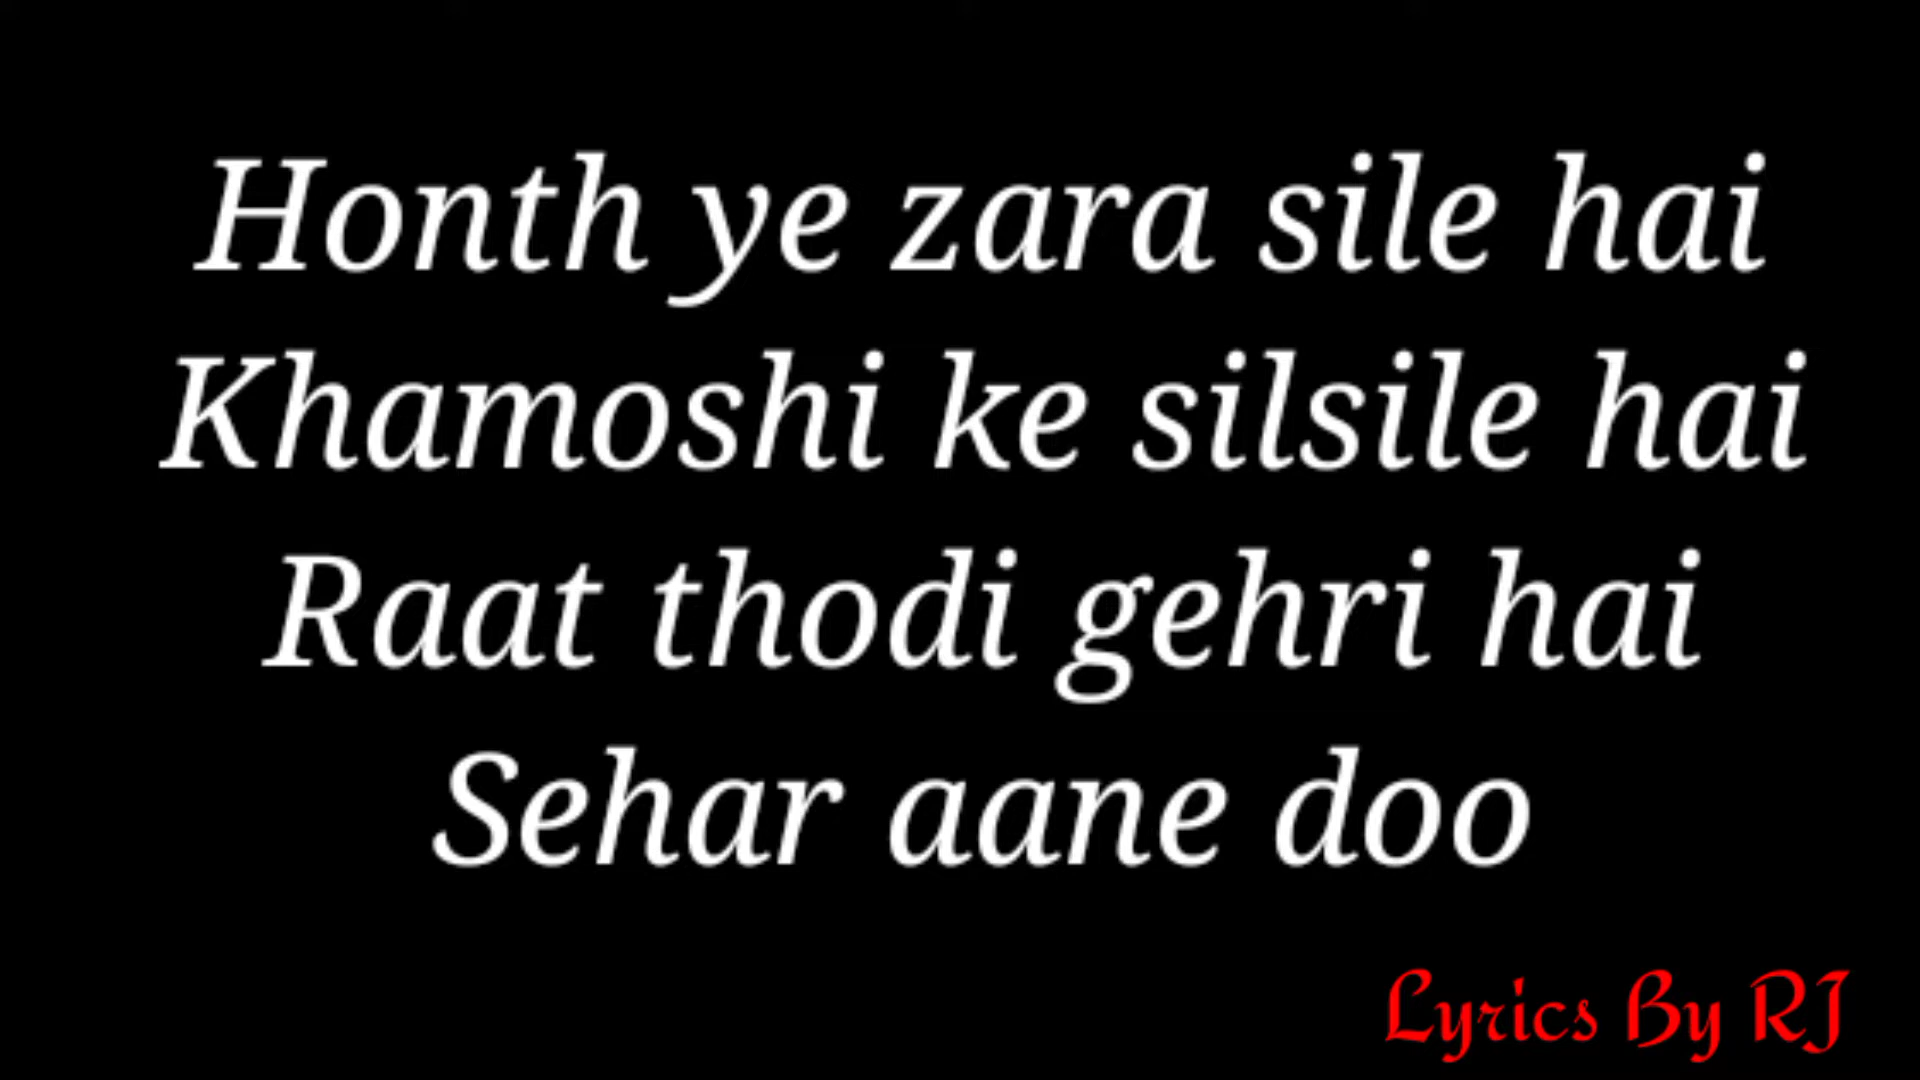 Honth ye zara sile hai
Khamoshi ke silsile hai
Raat thodi gehri hai
Sehar aane doo
Lyrics By RJ